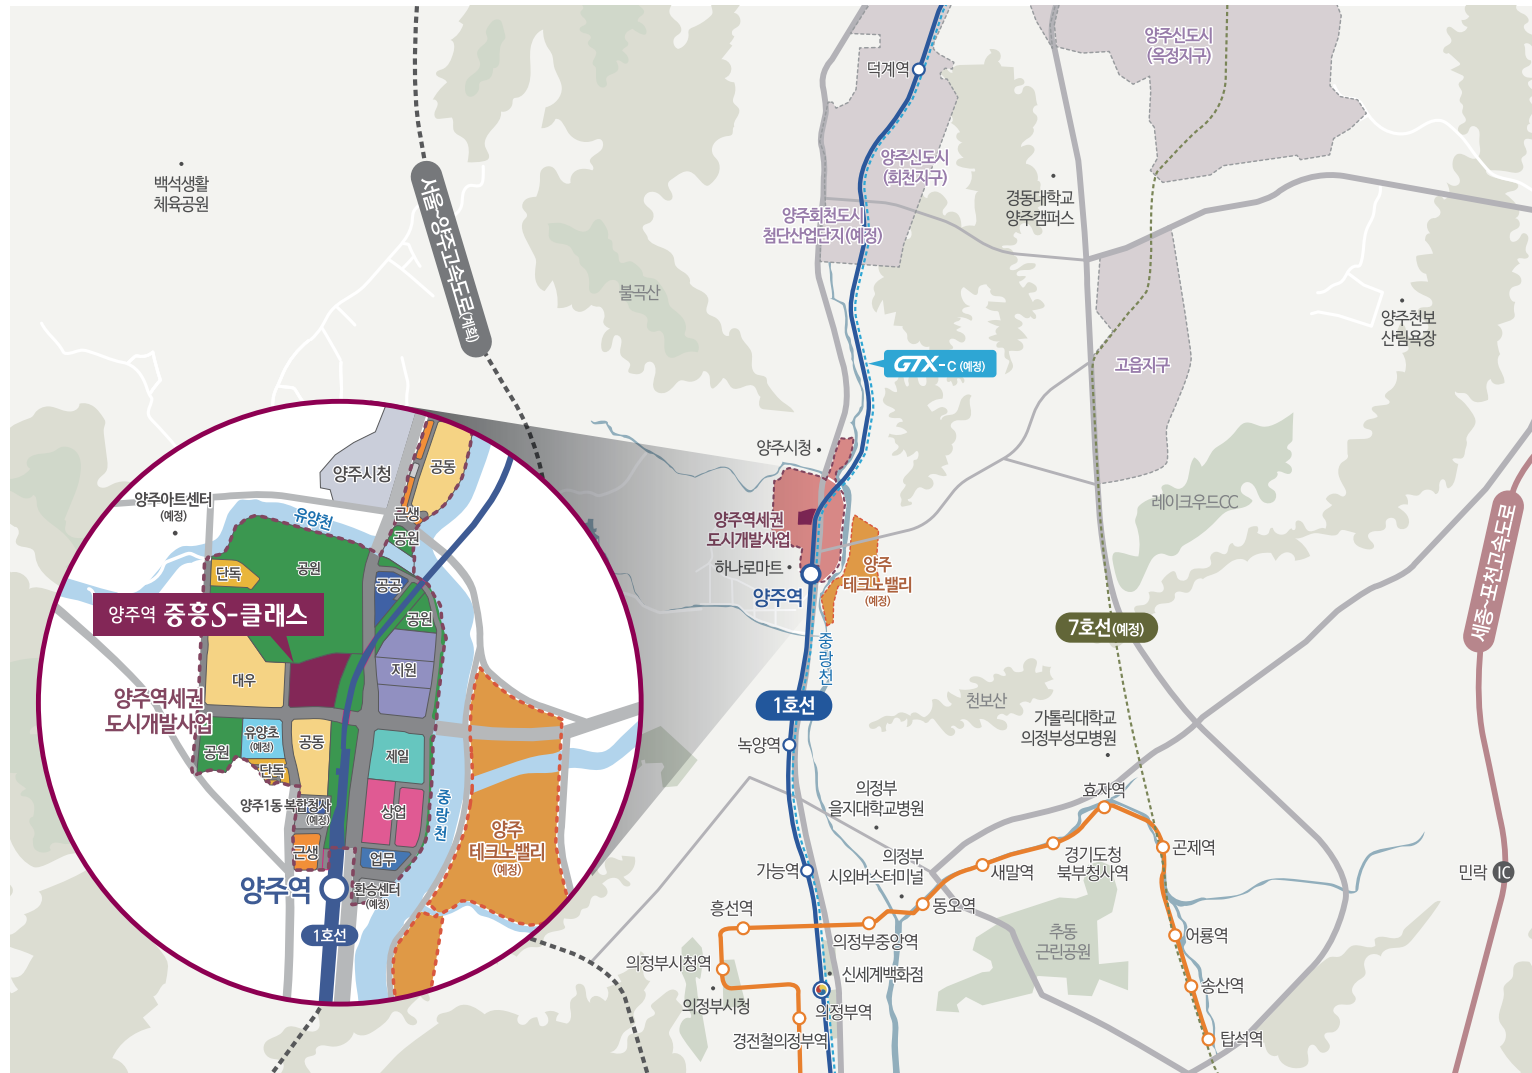 양주신도시
(옥정지구)
덕계역
양주신도시
(회천지구)
백석생활
체육공원
경동대학교
양주캠퍼스
서울~양주고속도로(계획)
양주회천도시
첨단산업단지(예정)
불곡산
양주천보
산림욕장
GTX-C (예정)
고읍지구
양주시청
양주시청
공동
양주아트센터
(예정)
유양천
근생
공원
레이크우드CC
양주역세권
도시개발사업
세종~포천고속도로
공원
단독
공공
하나로마트
양주
테크노밸리
(예정)
양주역
양주역 중흥S-클래스
공원
7호선(예정)
중랑천
지원
대우
양주역세권
도시개발사업
천보산
1호선
가톨릭대학교
의정부성모병원
공원
유양초
(예정)
공동
단독
제일
녹양역
양주1동 복합청사
(예정)
상업
중랑천
의정부
을지대학교병원
효자역
양주
테크노밸리
(예정)
근생
업무
가능역
의정부
시외버스터미널
새말역
경기도청
북부청사역
곤제역
민락 IC
양주역
환승센터
(예정)
1호선
흥선역
동오역
의정부중앙역
추동
근린공원
어룡역
의정부시청역
신세계백화점
의정부시청
의정부역
송산역
경전철의정부역
탑석역